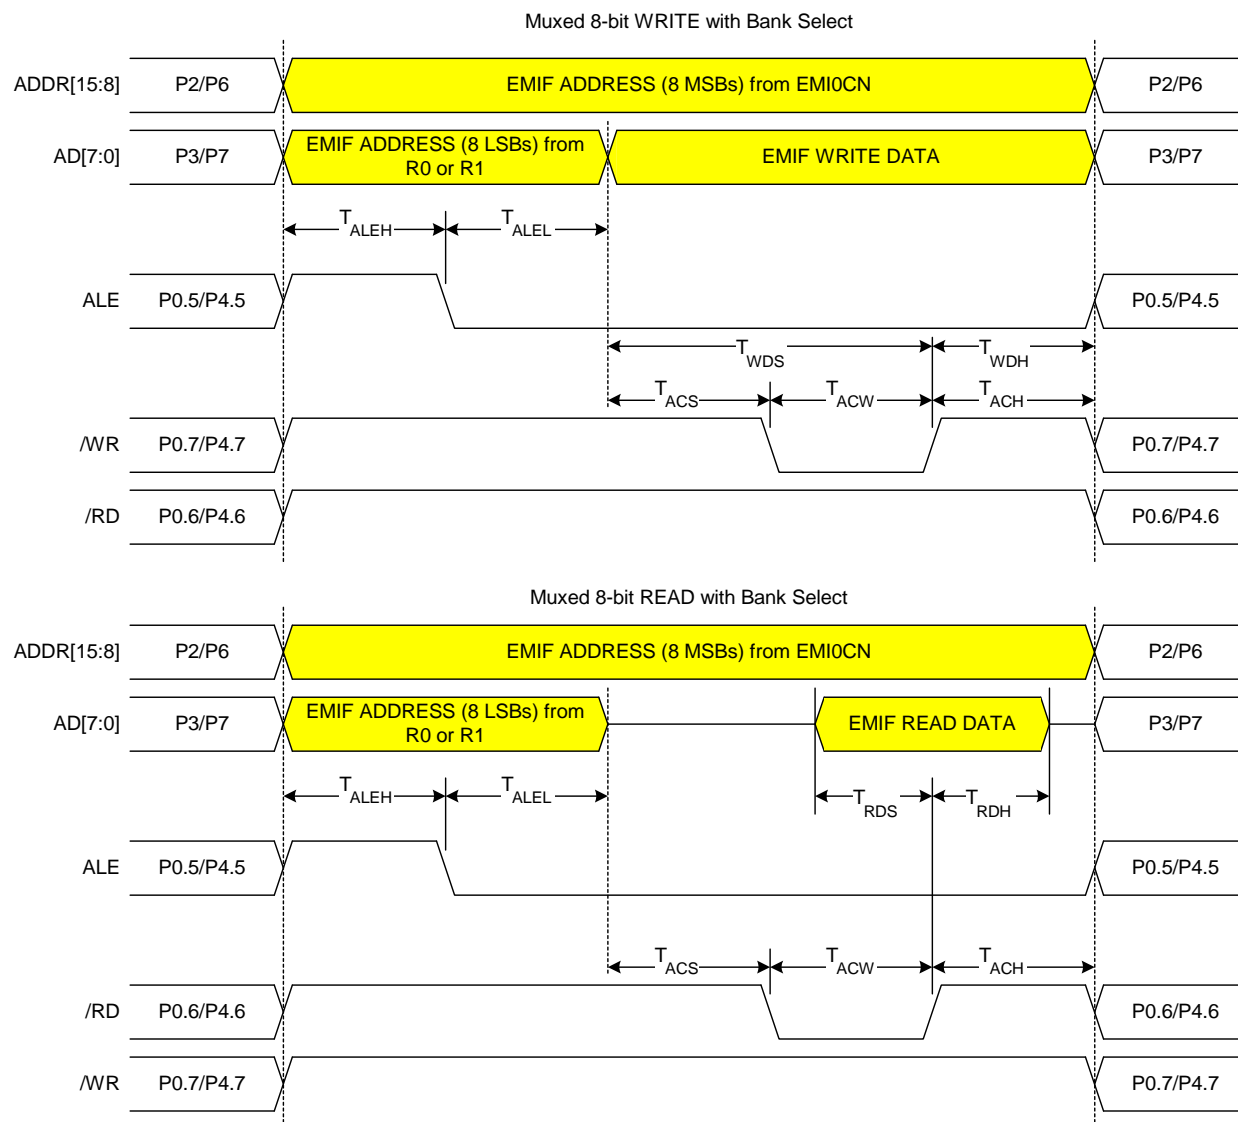 Muxed 8-bit WRITE with Bank Select
ADDR[15:8] P2/P6 EMIF ADDRESS (8 MSBs) from EMI0CN P2/P6
AD[7:0] P3/P7 EMIF ADDRESS (8 LSBs) from
R0 or R1 EMIF WRITE DATA P3/P7
TALEH TALEL
ALE P0.5/P4.5 P0.5/P4.5
TWDS TWDH
TACS TACW TACH
/WR P0.7/P4.7 P0.7/P4.7
/RD P0.6/P4.6 P0.6/P4.6
Muxed 8-bit READ with Bank Select
ADDR[15:8] P2/P6 EMIF ADDRESS (8 MSBs) from EMI0CN P2/P6
AD[7:0] P3/P7 EMIF ADDRESS (8 LSBs) from
R0 or R1 EMIF READ DATA P3/P7
TALEH TALEL TRDS TRDH
ALE P0.5/P4.5 P0.5/P4.5
TACS TACW TACH
/RD P0.6/P4.6 P0.6/P4.6
/WR P0.7/P4.7 P0.7/P4.7